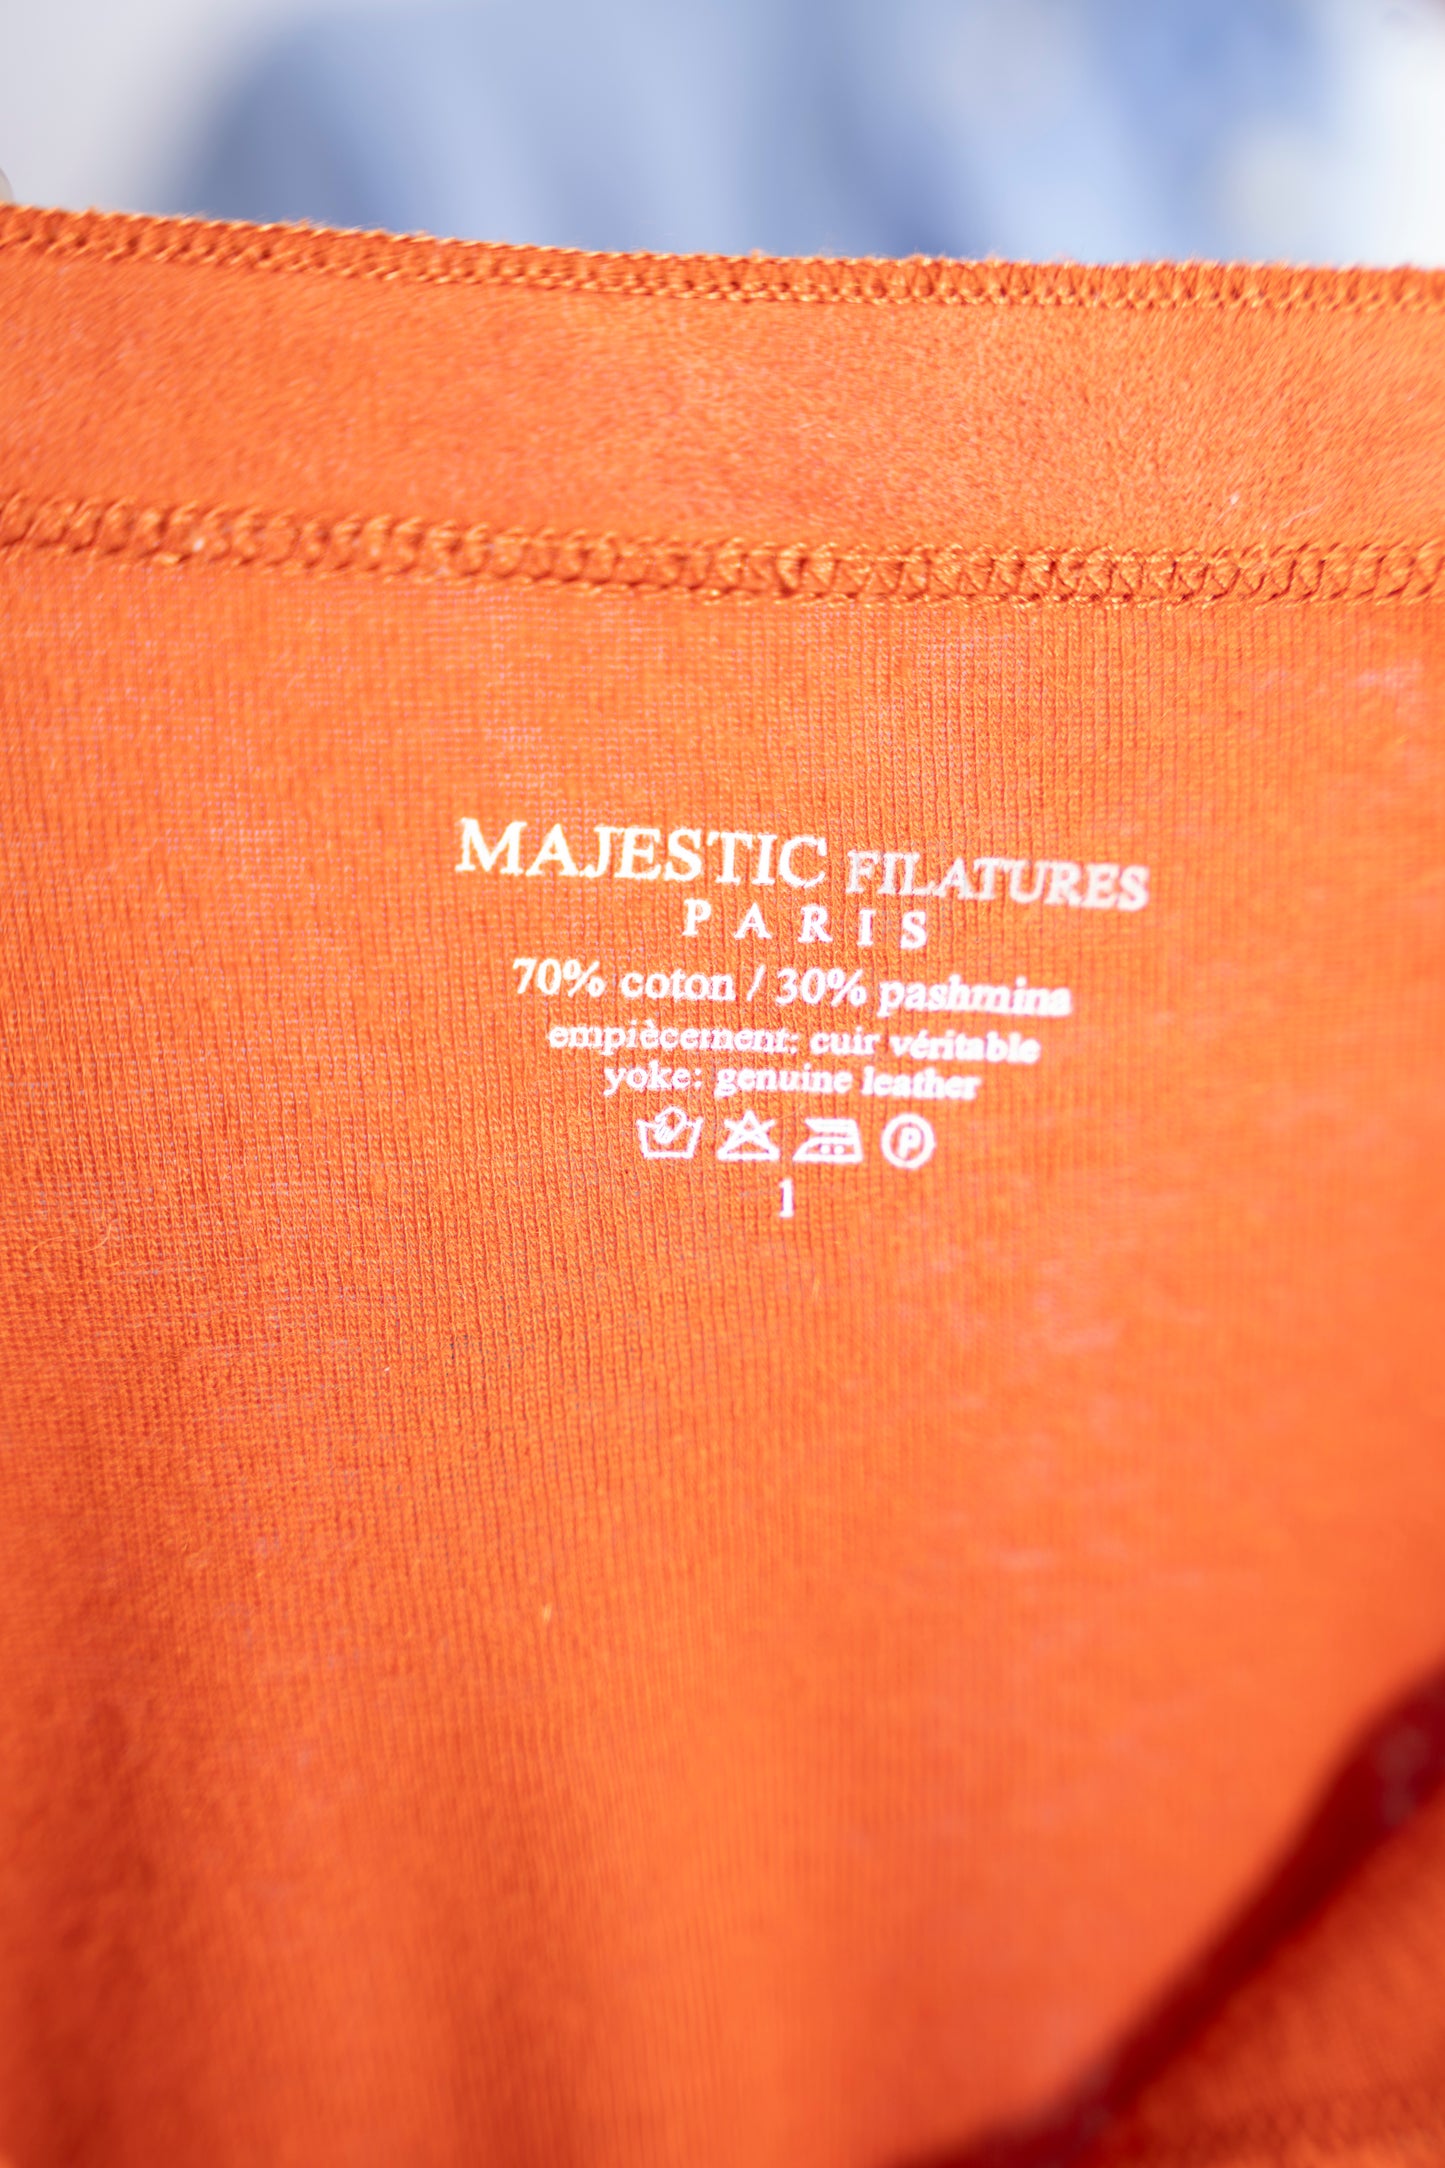 MAJESTIC FILATURES
PARIS
70% coton / 30% pashmina
empiècement: cuir véritable
yoke: genuine leather
P
1